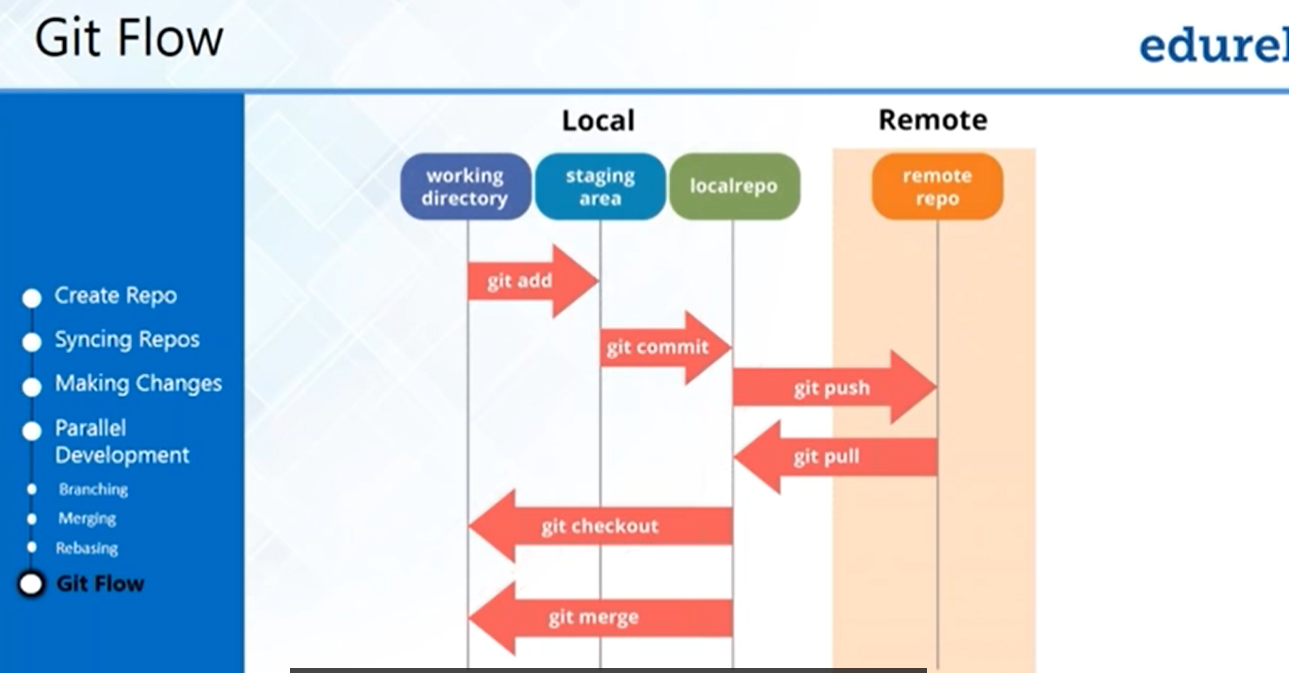 Git Flow
edurel
Local
Remote
working
directory
staging
area
localrepo
remote
repo
git add
git commit
git push
git pull
git checkout
git merge
Create Repo
Syncing Repos
Making Changes
Parallel
Development
Branching
Merging
Rebasing
Git Flow